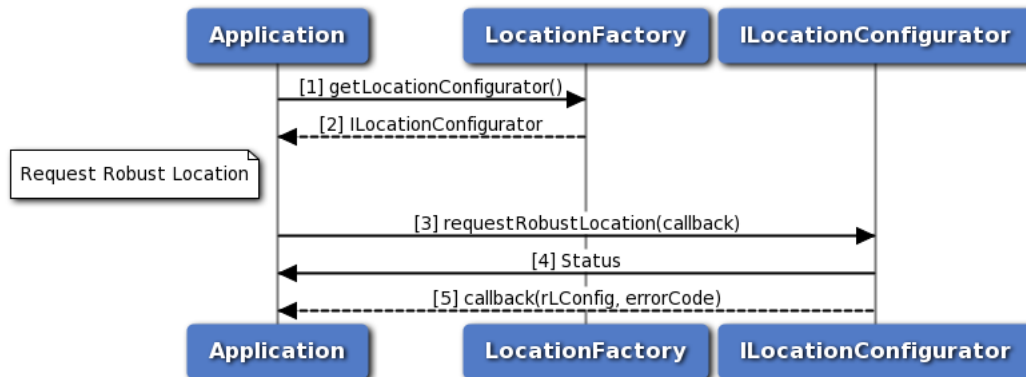 Application LocationFactory ILocationConfigurator
[1] getLocationConfigurator()
[2] ILocationConfigurator
Request Robust Location
[3] requestRobustLocation(callback)
[4] Status
[5] callback(rLConfig, errorCode)
Application LocationFactory ILocationConfigurator